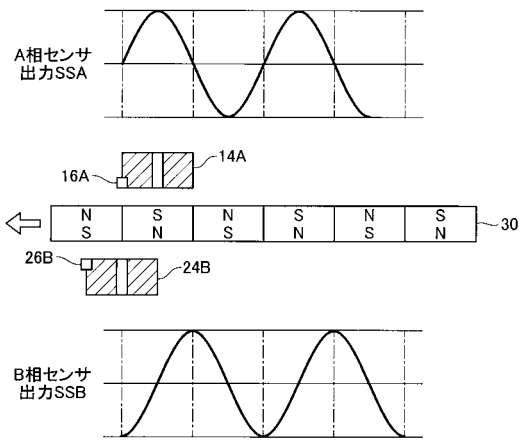 A相センサ
出力SSA
14A
16A
N S N S N S
S N S N S N
30
26B
24B
B相センサ
出力SSB